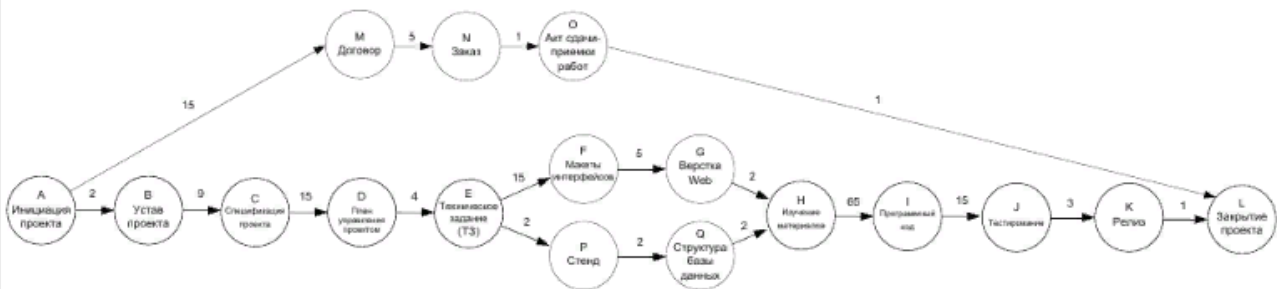 M
Договор
5
N
Заказ
1
O
Акт сдачи-
приемки
работ
15
1
A
Инициация
проекта
2
B
Устав
проекта
9
C
Спецификация
проекта
15
D
План
управления
проектом
4
E
Техническое
задание
(ТЗ)
15
F
Макеты
интерфейсов
5
G
Верстка
Web
2
2
P
Стенд
2
Q
Структура
базы
данных
2
H
Изучение
материалов
65
I
Программный
код
15
J
Тестирование
3
K
Релиз
1
L
Закрытие
проекта